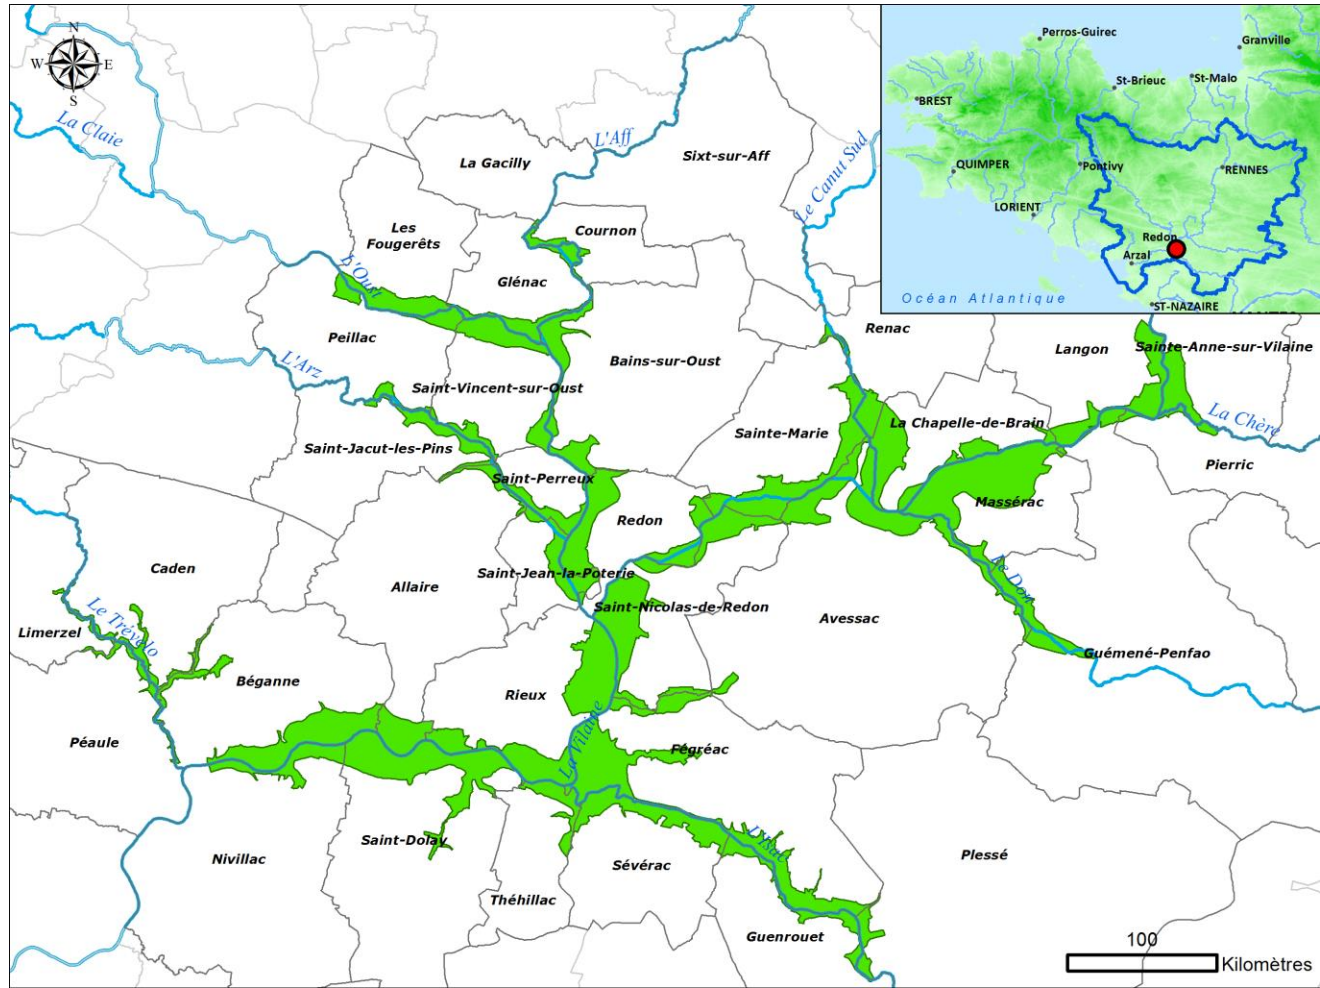 N
W
E
S
La Claie
L'Aff
La Gacilly
Sixt-sur-Aff
Le Canut Sud
Les
Fougerêts
Cournon
L'Oust
Glénac
Peillac
L'Arz
Bains-sur-Oust
Saint-Vincent-sur-Oust
Renac
Langon
Sainte-Anne-sur-Vilaine
La Chère
La Chapelle-de-Brain
Sainte-Marie
Saint-Jacut-les-Pins
Pierric
Saint-Perreux
Massérac
Redon
Caden
Allaire
Saint-Jean-la-Poterie
Le Don
Saint-Nicolas-de-Redon
Avessac
Limerzel
Le Trévelo
Guémené-Penfao
Béganne
Rieux
Péaule
La Vilaine
Fégréac
Nivillac
Saint-Dolay
L'Isac
Sévérac
Plessé
Théhillac
Guenrouet
100
Kilomètres
Perros-Guirec
Granville
St-Brieuc
St-Malo
BREST
QUIMPER
Pontivy
RENNES
LORIENT
Redon
Arzal
Océan Atlantique
ST-NAZAIRE